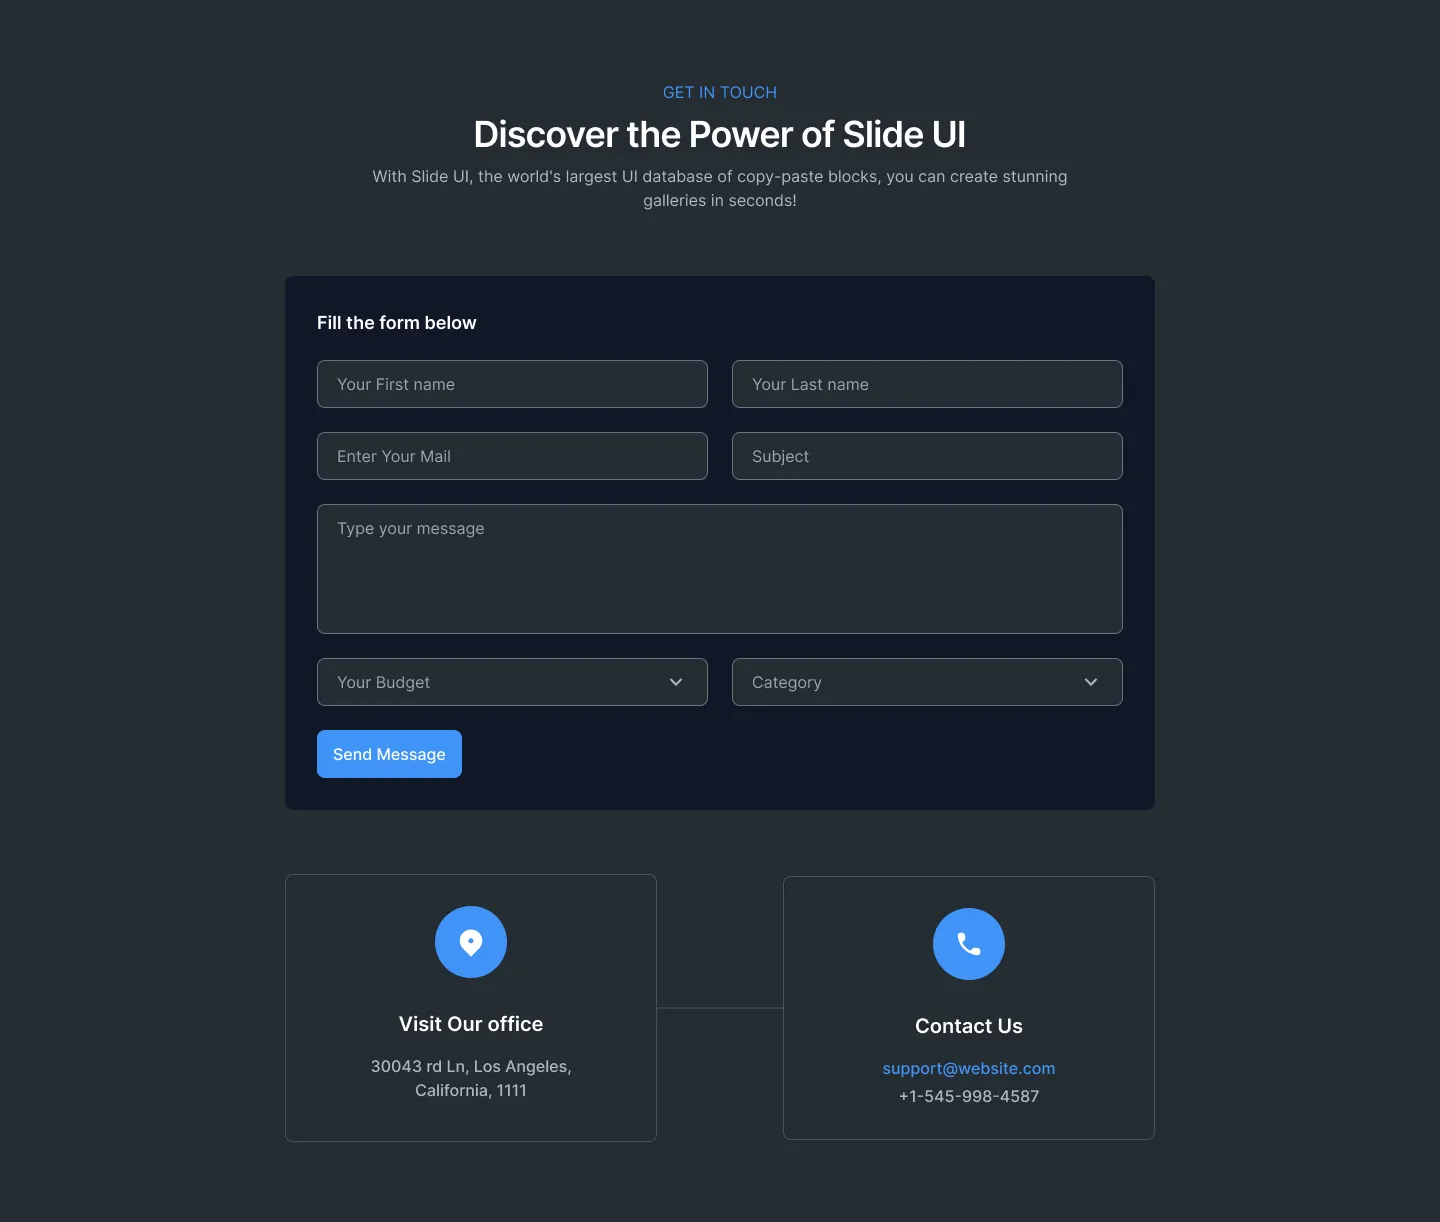 GET IN TOUCH
Discover the Power of Slide UI
With Slide UI, the world's largest UI database of copy-paste blocks, you can create stunning
galleries in seconds!
Fill the form below
Your First name
Your Last name
Enter Your Mail
Subject
Type your message
Your Budget
Category
Send Message
Visit Our office
30043 rd Ln, Los Angeles,
California, 1111
Contact Us
support@website.com
+1-545-998-4587